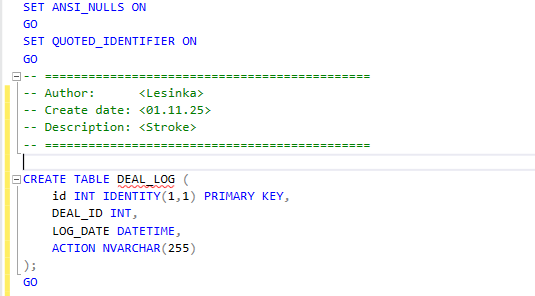 SET ANSI_NULLS ON
GO
SET QUOTED_IDENTIFIER ON
GO
-- =============================================
-- Author:      <Lesinka>
-- Create date: <01.11.25>
-- Description: <Stroke>
-- =============================================
CREATE TABLE DEAL_LOG (
    id INT IDENTITY(1,1) PRIMARY KEY,
    DEAL_ID INT,
    LOG_DATE DATETIME,
    ACTION NVARCHAR(255)
);
GO